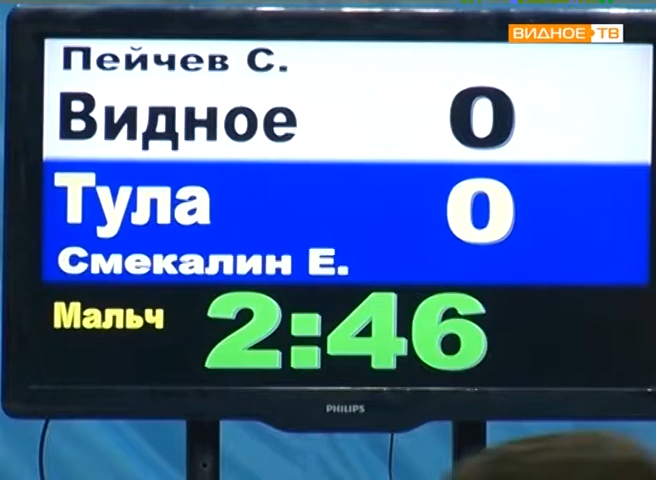 ВИДНОЕ ТВ
Пейчев С.
Видное 0
Тула 0
Смекалин Е.
Мальч 2:46
PHILIPS